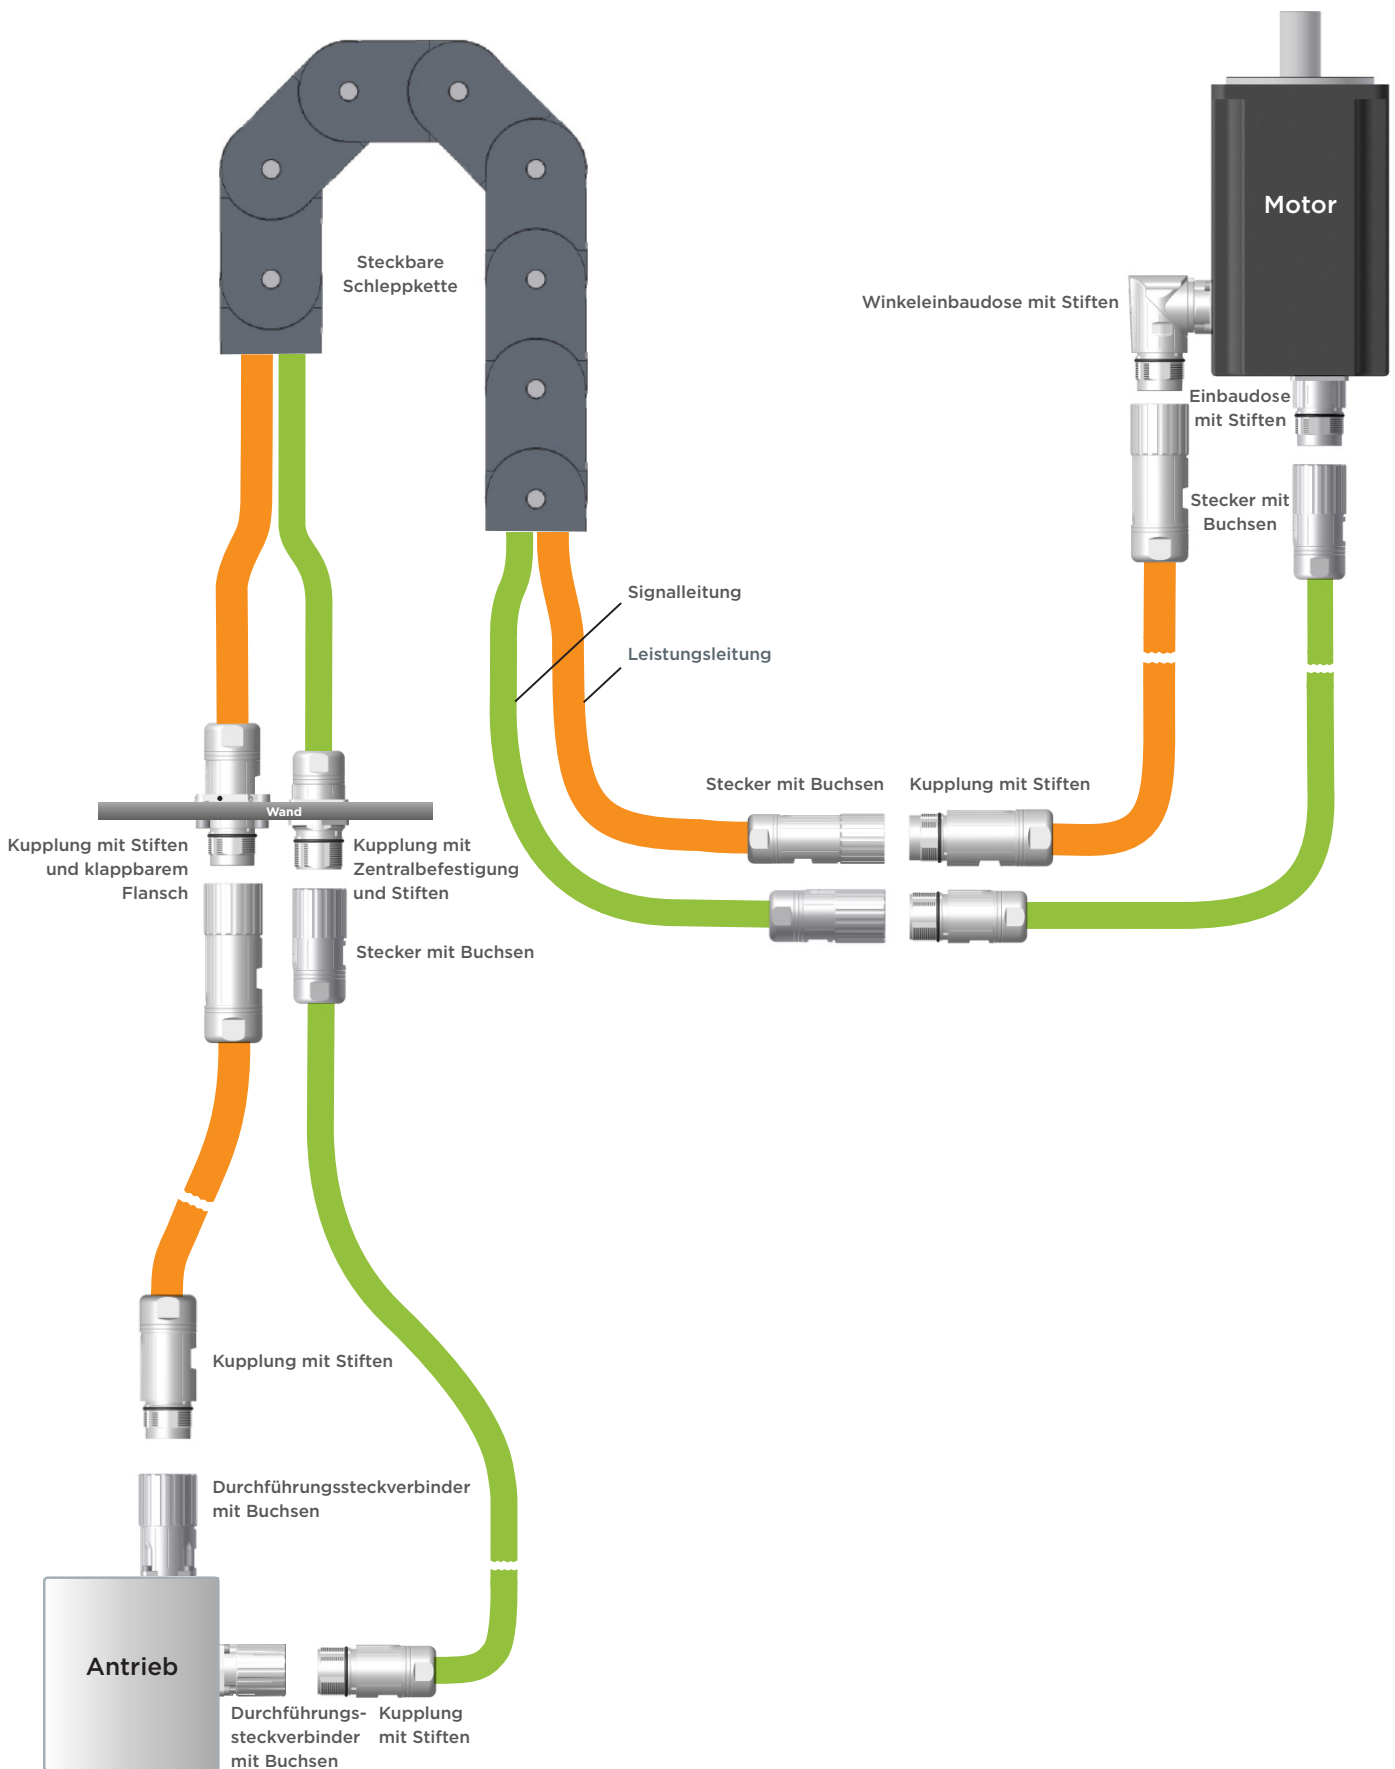 Motor
Steckbare
Schleppkette
Winkeleinbaudose mit Stiften
Einbaudose
mit Stiften
Stecker mit
Buchsen
Signalleitung
Leistungsleitung
Stecker mit Buchsen
Kupplung mit Stiften
Wand
Kupplung mit Stiften
und klappbarem
Flansch
Kupplung mit
Zentralbefestigung
und Stiften
Stecker mit Buchsen
Kupplung mit Stiften
Durchführungssteckverbinder
mit Buchsen
Antrieb
Durchführungs-
steckverbinder
mit Buchsen
Kupplung
mit Stiften